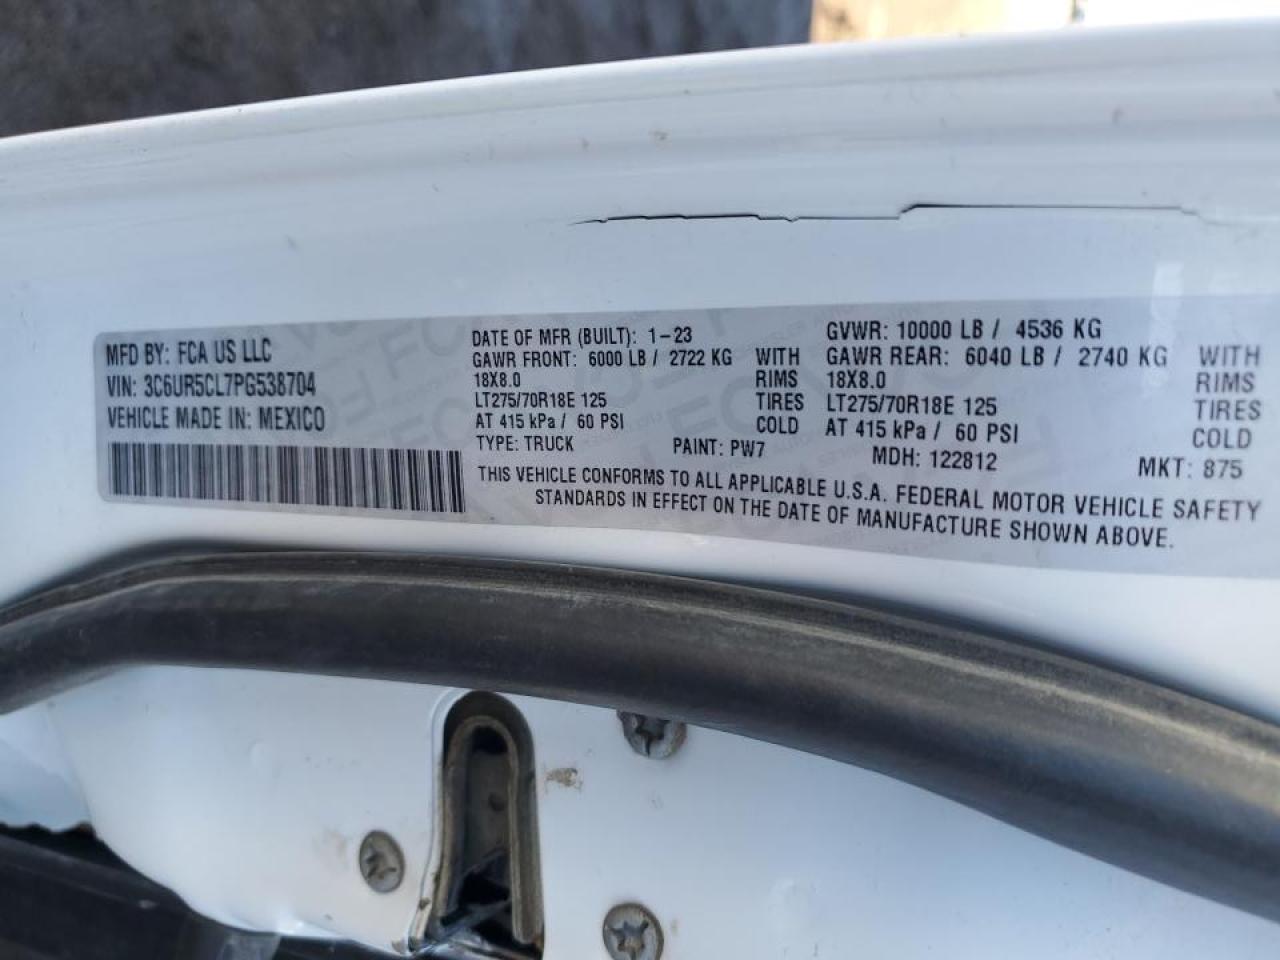 MFD BY: FCA US LLC
VIN: 3C6UR5CL7PG538704
VEHICLE MADE IN: MEXICO
DATE OF MFR (BUILT): 1-23
GAWR FRONT: 6000 LB / 2722 KG WITH
18X8.0 RIMS
LT275/70R18E 125 TIRES
AT 415 kPa / 60 PSI COLD
TYPE: TRUCK PAINT: PW7
GVWR: 10000 LB / 4536 KG
GAWR REAR: 6040 LB / 2740 KG WITH
18X8.0 RIMS
LT275/70R18E 125 TIRES
AT 415 kPa / 60 PSI COLD
MDH: 122812 MKT: 875
THIS VEHICLE CONFORMS TO ALL APPLICABLE U.S.A. FEDERAL MOTOR VEHICLE SAFETY
STANDARDS IN EFFECT ON THE DATE OF MANUFACTURE SHOWN ABOVE.